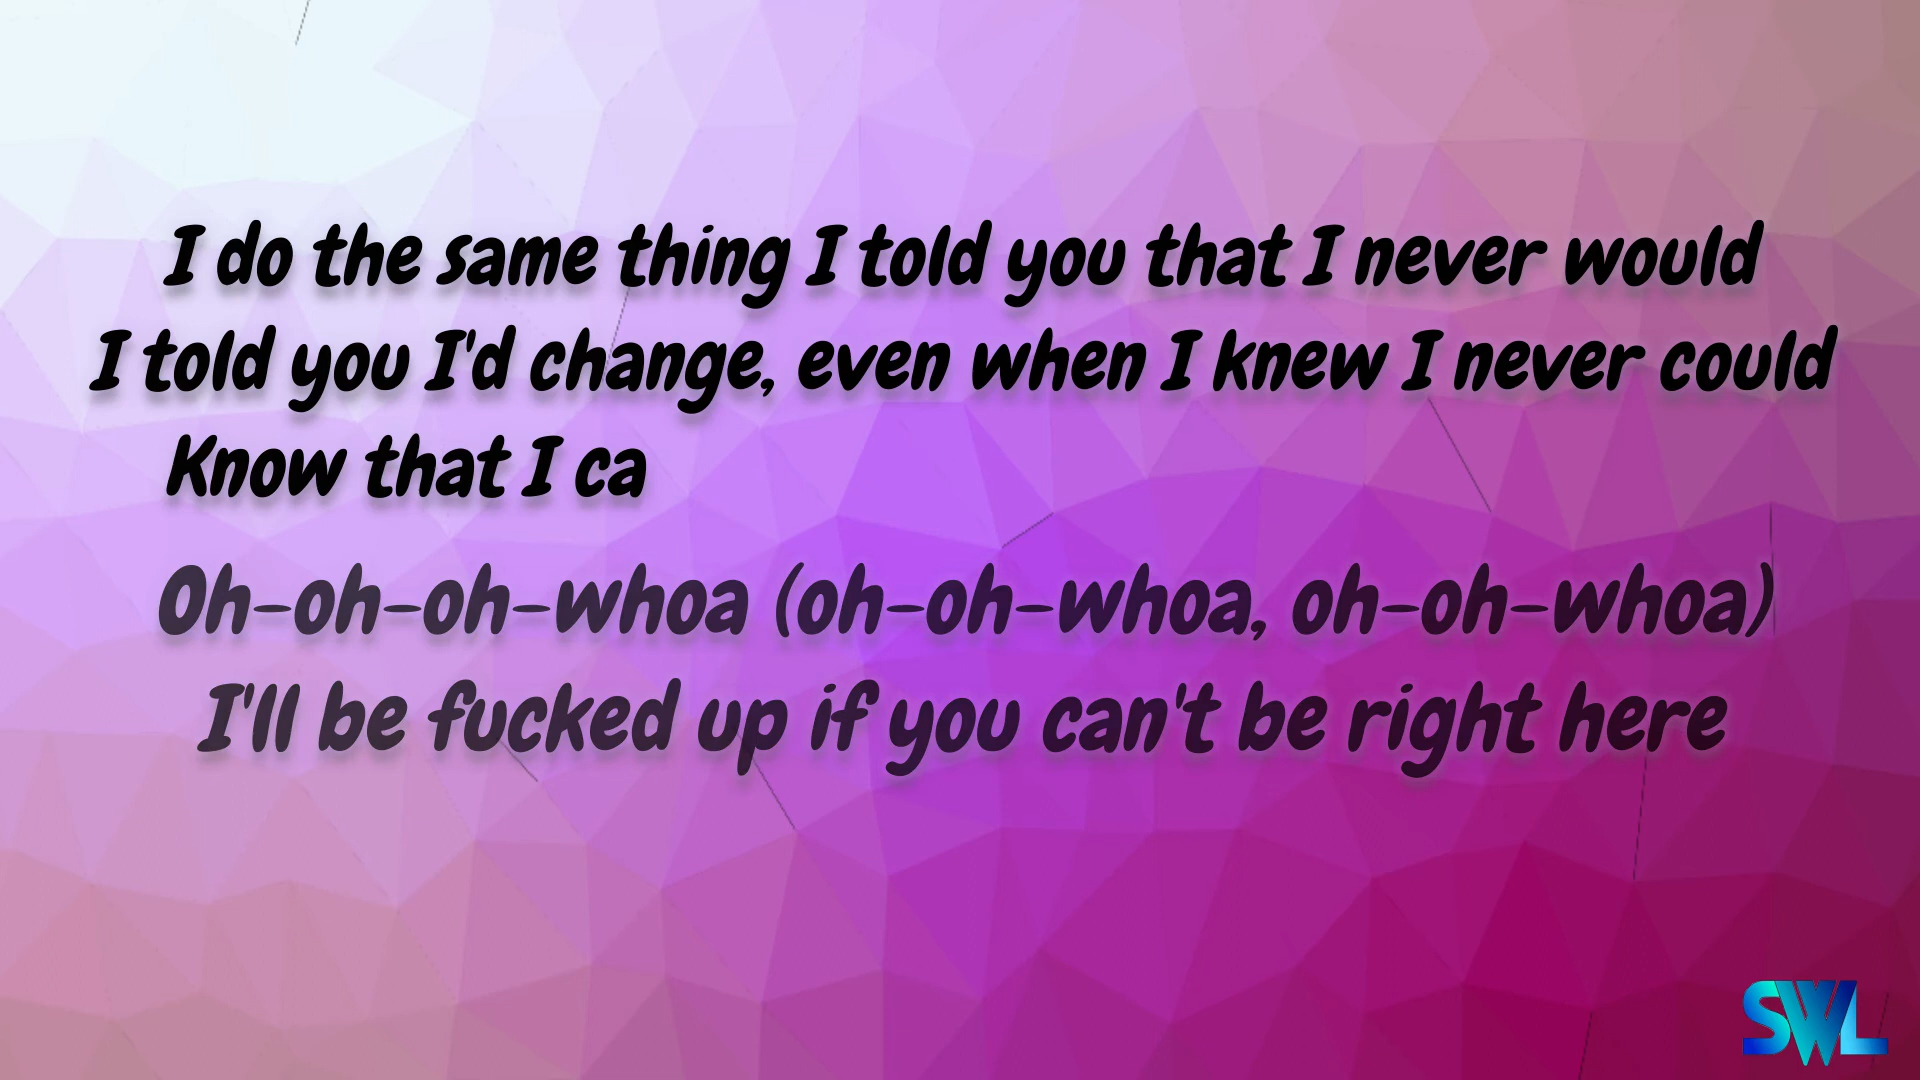 I do the same thing I told you that I never would
I told you I'd change, even when I knew I never could
Know that I ca
Oh-oh-oh-whoa (oh-oh-whoa, oh-oh-whoa)
I'll be fucked up if you can't be right here
SWL